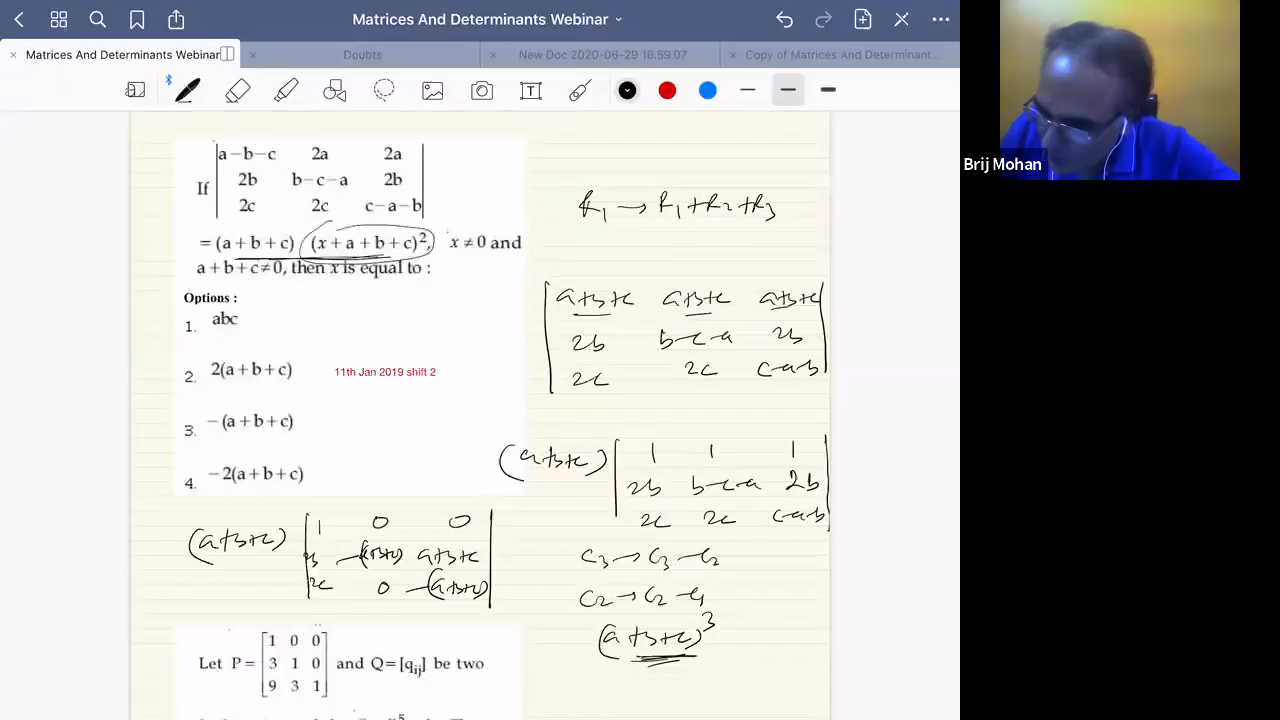 Matrices And Determinants Webinar
Matrices And Determinants Webinar
Doubts
New Doc 2020-06-29 16.59.07
Copy of Matrices And Determinant...
Brij Mohan
If
a−b−c 2a 2a
2b b−c−a 2b
2c 2c c−a−b
= (a + b + c) (x + a + b + c)², x ≠ 0 and
a + b + c ≠ 0, then x is equal to :
Options :
1. abc
2. 2(a + b + c)
11th Jan 2019 shift 2
3. −(a + b + c)
4. −2(a + b + c)
R1 → R1+R2+R3
a+b+c a+b+c a+b+c
2b b-c-a 2b
2c 2c c-a-b
(a+b+c)
1 1 1
2b b-c-a 2b
2c 2c c-a-b
C3 → C3 - C2
C2 → C2 - C1
(a+b+c)³
(a+b+c)
1 0 0
2b -(a+b+c) a+b+c
2c 0 -(a+b+c)
Let P =
1 0 0
3 1 0
9 3 1
and Q = [qij] be two